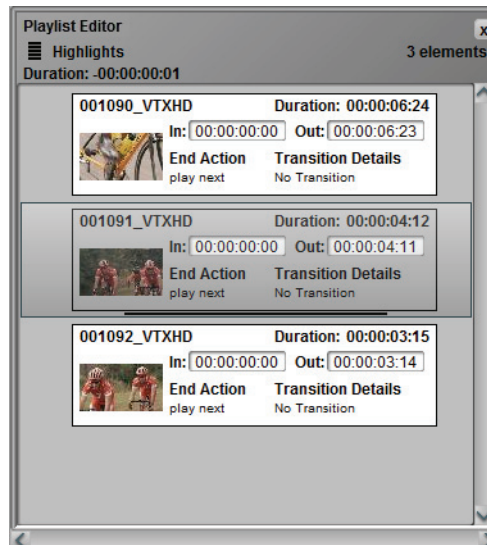 Playlist Editor
x
Highlights 3 elements
Duration: -00:00:00:01
001090_VTXHD Duration: 00:00:06:24
In: 00:00:00:00 Out: 00:00:06:23
End Action Transition Details
play next No Transition
001091_VTXHD Duration: 00:00:04:12
In: 00:00:00:00 Out: 00:00:04:11
End Action Transition Details
play next No Transition
001092_VTXHD Duration: 00:00:03:15
In: 00:00:00:00 Out: 00:00:03:14
End Action Transition Details
play next No Transition